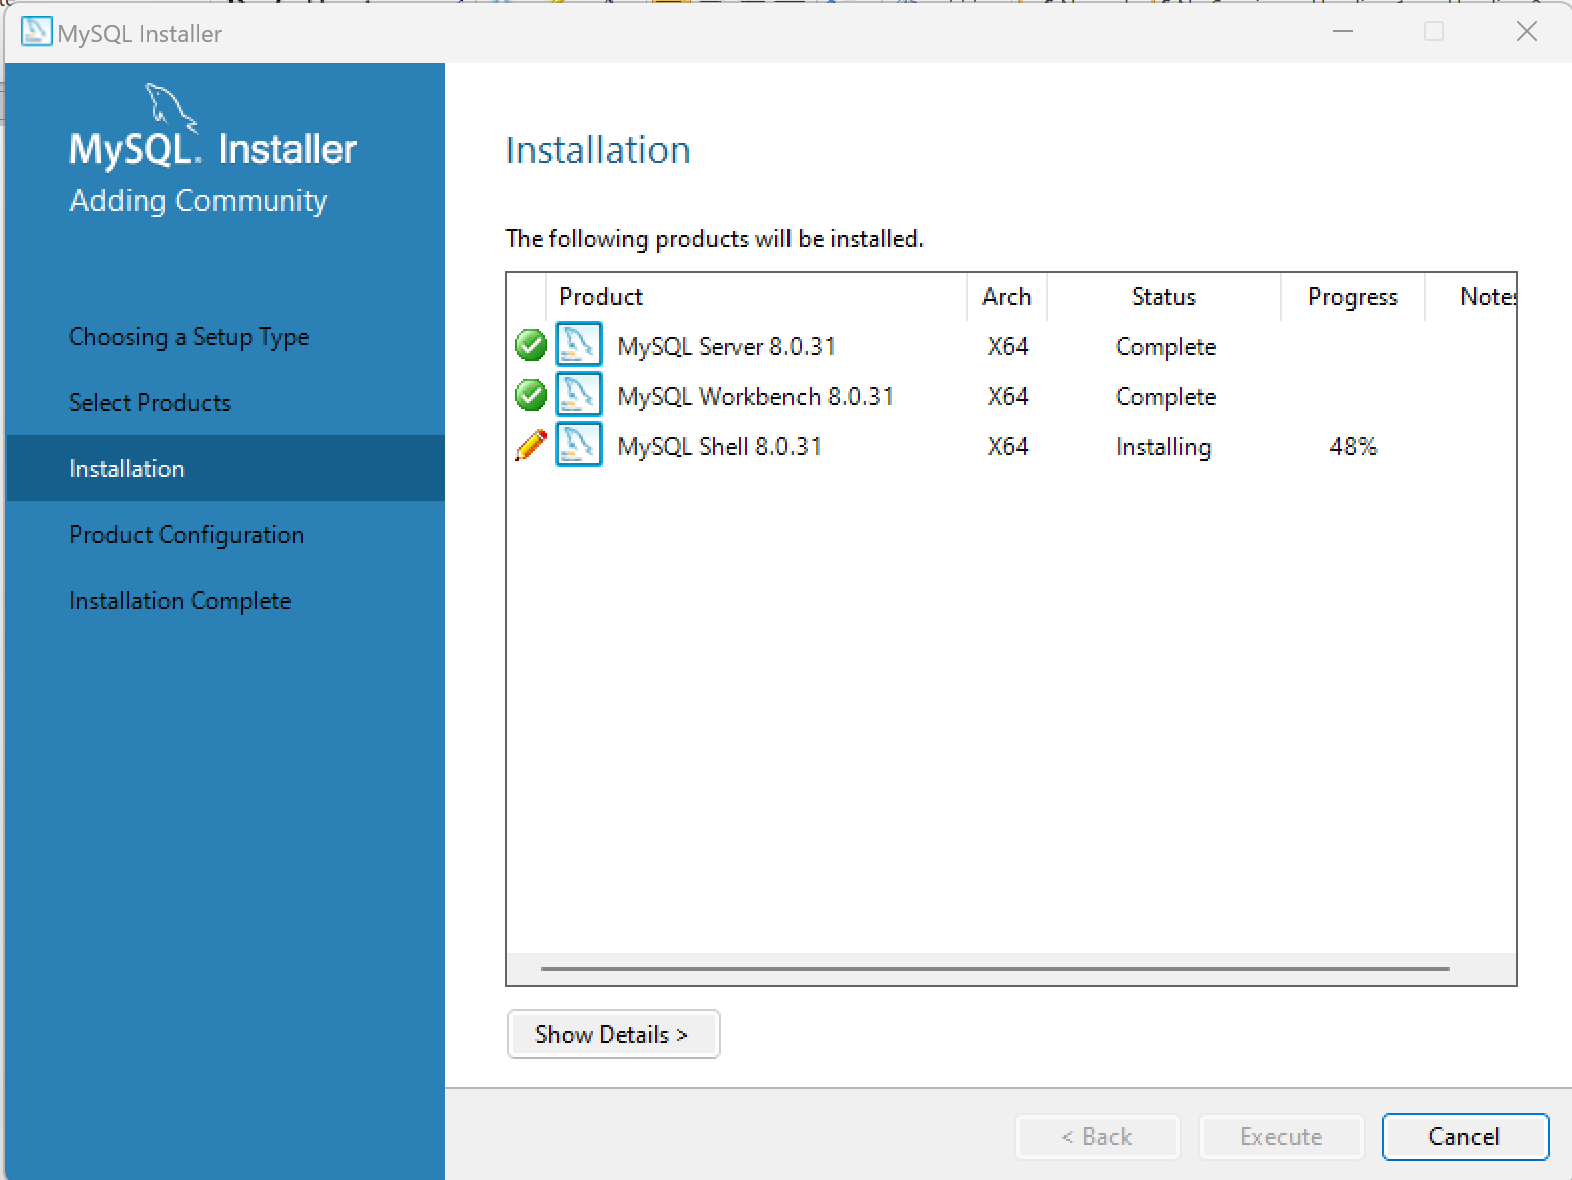 MySQL Installer
MySQL. Installer
Adding Community
Choosing a Setup Type
Select Products
Installation
Product Configuration
Installation Complete
Installation
The following products will be installed.
Product Arch Status Progress Notes
MySQL Server 8.0.31 X64 Complete
MySQL Workbench 8.0.31 X64 Complete
MySQL Shell 8.0.31 X64 Installing 48%
Show Details >
< Back Execute Cancel